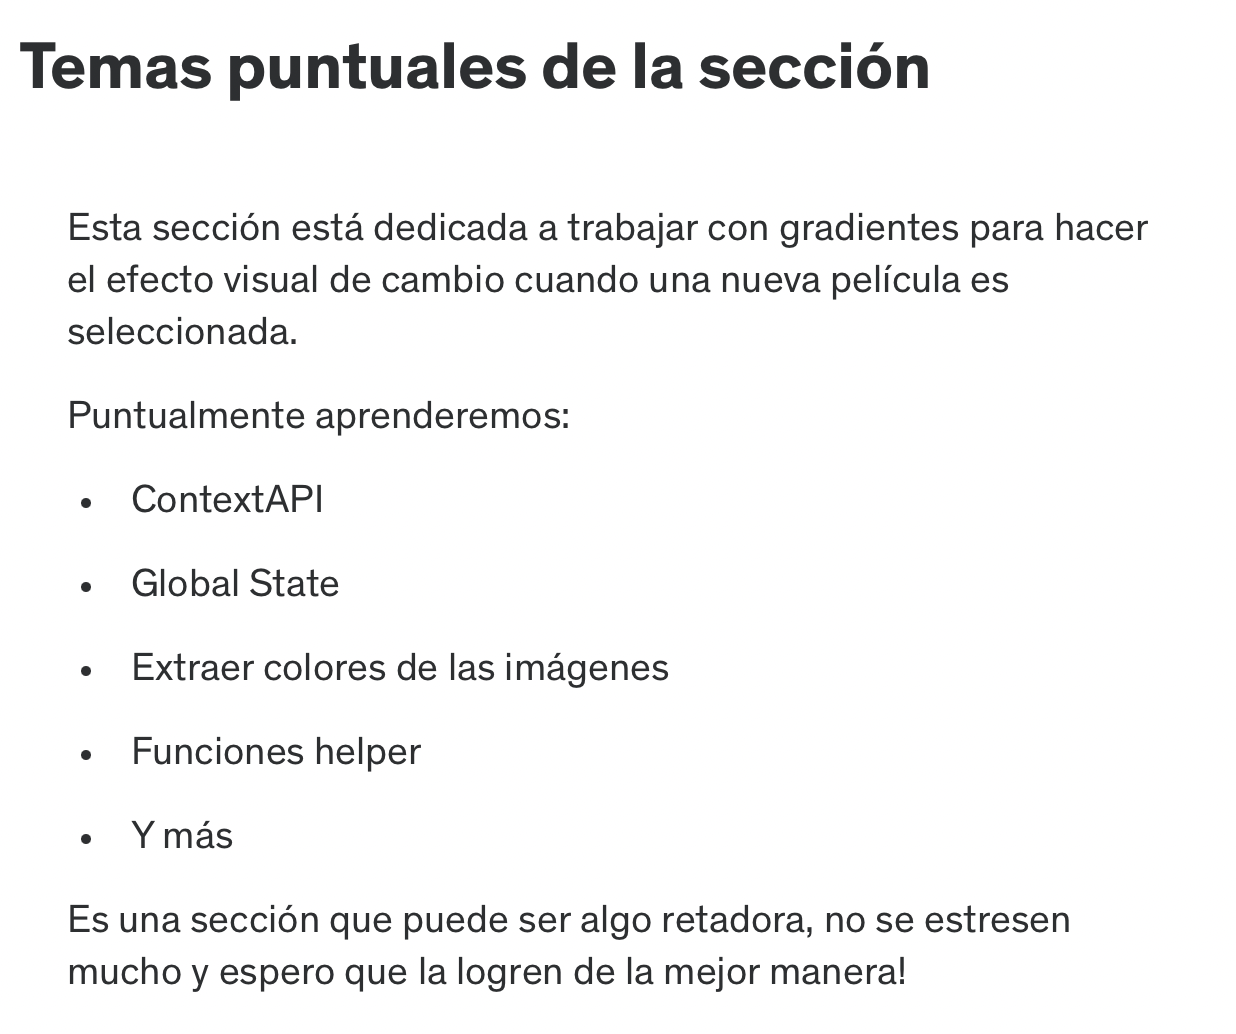 Temas puntuales de la sección
Esta sección está dedicada a trabajar con gradientes para hacer
el efecto visual de cambio cuando una nueva película es
seleccionada.
Puntualmente aprenderemos:
• ContextAPI
• Global State
• Extraer colores de las imágenes
• Funciones helper
• Y más
Es una sección que puede ser algo retadora, no se estresen
mucho y espero que la logren de la mejor manera!